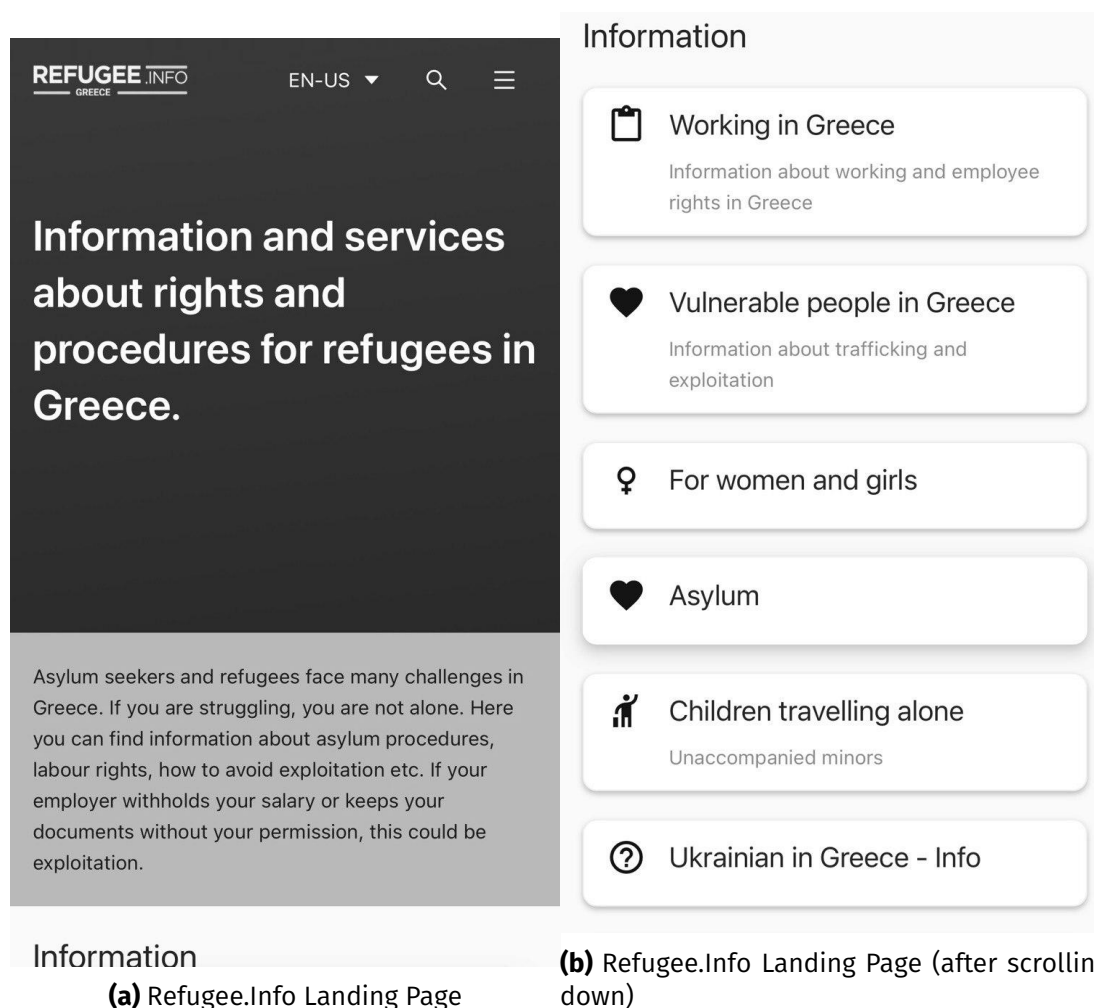 REFUGEE.INFO
GREECE
EN-US
Information and services
about rights and
procedures for refugees in
Greece.
Asylum seekers and refugees face many challenges in
Greece. If you are struggling, you are not alone. Here
you can find information about asylum procedures,
labour rights, how to avoid exploitation etc. If your
employer withholds your salary or keeps your
documents without your permission, this could be
exploitation.
Information
(a) Refugee.Info Landing Page
Information
Working in Greece
Information about working and employee
rights in Greece
Vulnerable people in Greece
Information about trafficking and
exploitation
For women and girls
Asylum
Children travelling alone
Unaccompanied minors
Ukrainian in Greece - Info
(b) Refugee.Info Landing Page (after scrollin
down)